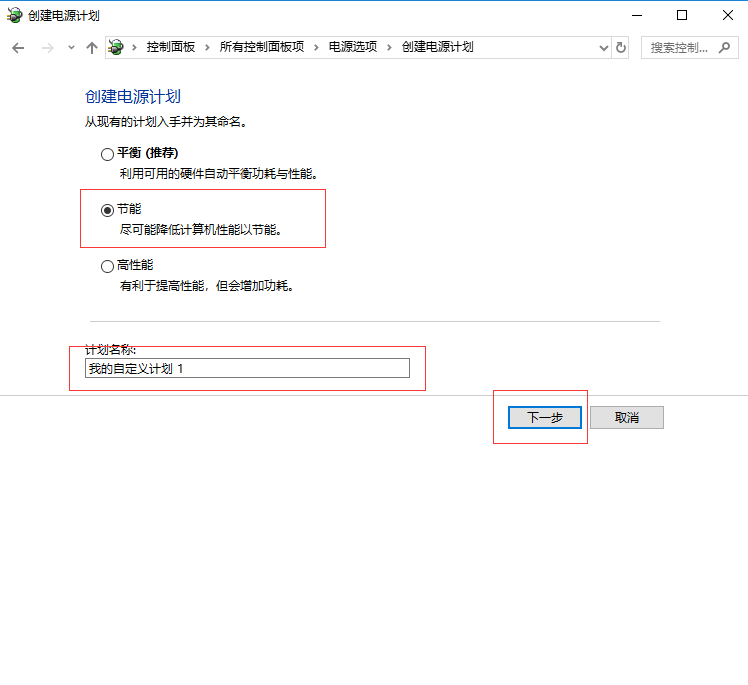 创建电源计划
控制面板 所有控制面板项 电源选项 创建电源计划
搜索控制...
创建电源计划
从现有的计划入手并为其命名。
平衡 (推荐)
利用可用的硬件自动平衡功耗与性能。
节能
尽可能降低计算机性能以节能。
高性能
有利于提高性能，但会增加功耗。
计划名称:
我的自定义计划 1
下一步 取消